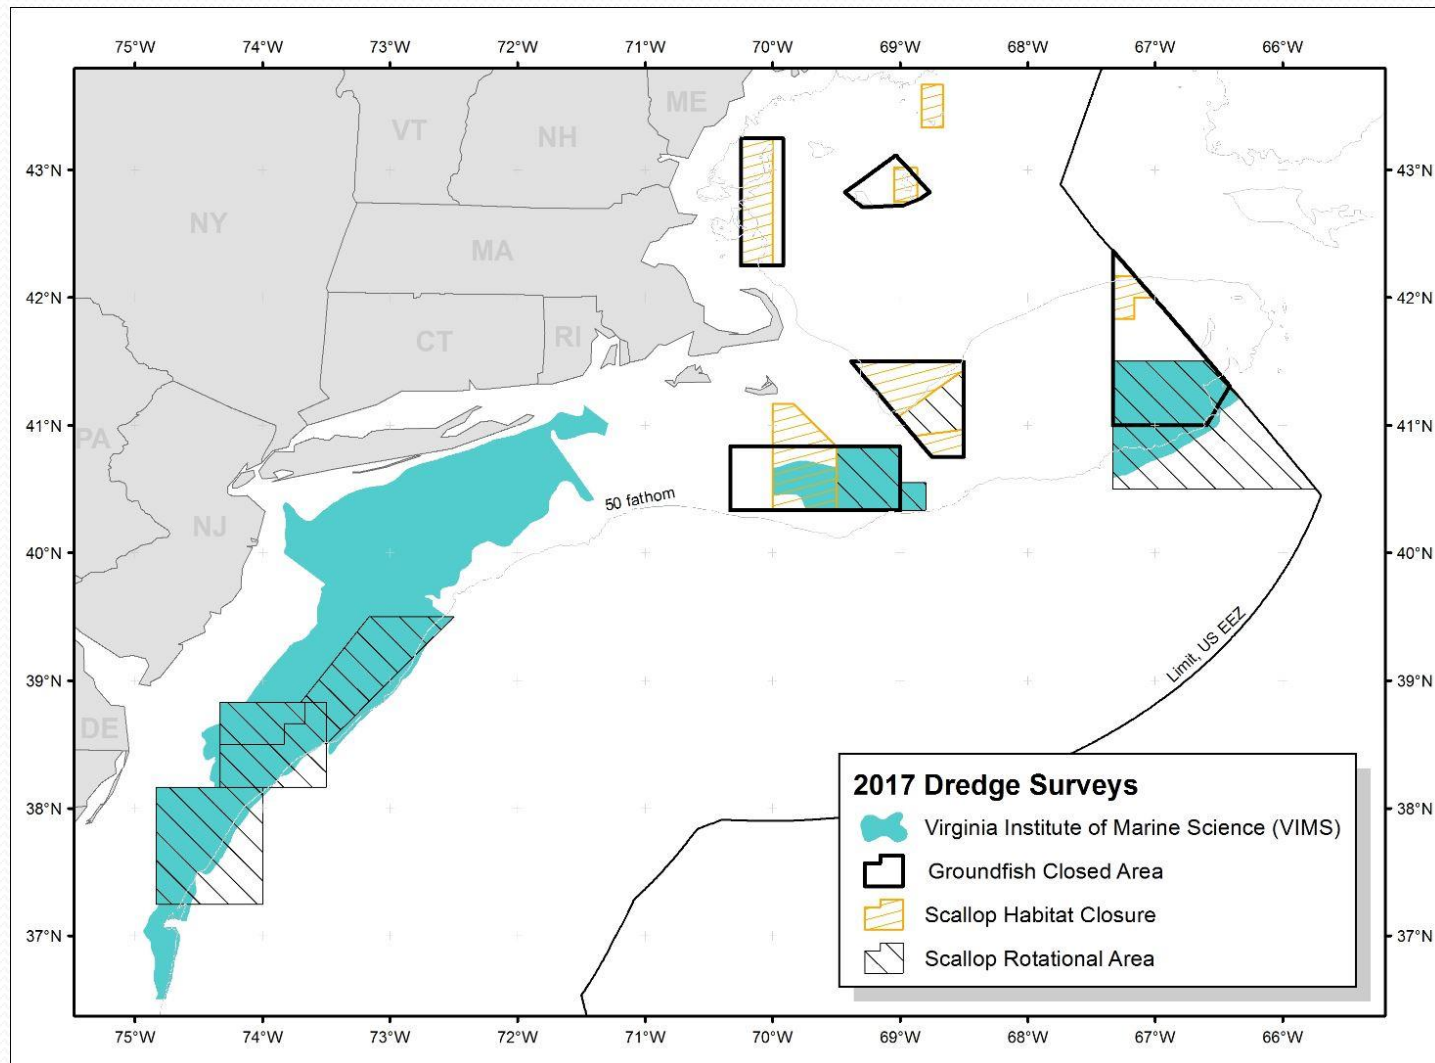 75°W 74°W 73°W 72°W 71°W 70°W 69°W 68°W 67°W 66°W
ME
VT
NH
43°N 43°N
NY
MA
42°N 42°N
CT
RI
PA
41°N 41°N
50 fathom
NJ
40°N 40°N
Limit, US EEZ
39°N 39°N
DE
2017 Dredge Surveys
38°N 38°N
Virginia Institute of Marine Science (VIMS)
Groundfish Closed Area
Scallop Habitat Closure
37°N 37°N
Scallop Rotational Area
75°W 74°W 73°W 72°W 71°W 70°W 69°W 68°W 67°W 66°W